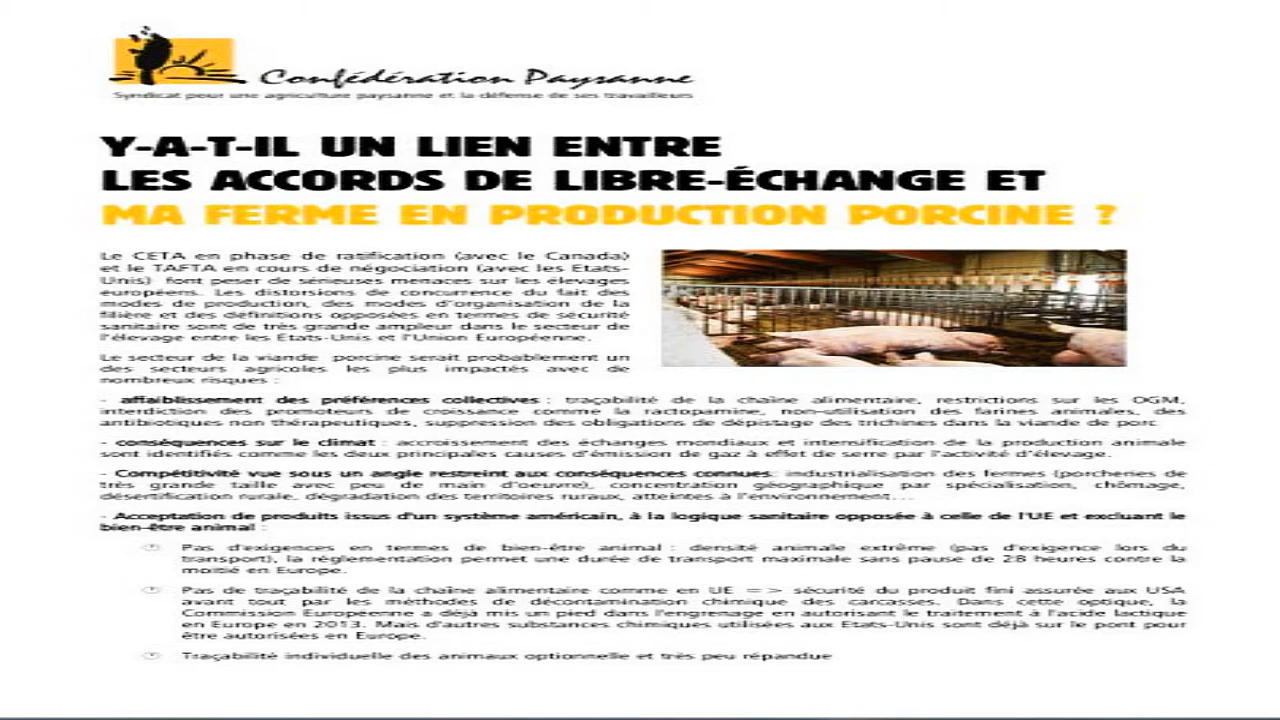 Confédération Paysanne
Syndicat pour une agriculture paysanne et la défense de ses travailleurs
Y-A-T-IL UN LIEN ENTRE
LES ACCORDS DE LIBRE-ÉCHANGE ET
MA FERME EN PRODUCTION PORCINE ?
Le CETA en phase de ratification (avec le Canada)
et le TAFTA en cours de négociation (avec les Etats-
Unis) font peser de sérieuses menaces sur les élevages
européens. Les distorsions de concurrence du fait des
modes de production, des modes d'organisation de la
filière et des définitions opposées en termes de sécurité
sanitaire sont de très grande ampleur dans le secteur de
l'élevage entre les Etats-Unis et l'Union Européenne.
Le secteur de la viande porcine serait probablement un
des secteurs agricoles les plus impactés avec de
nombreux risques :
- affaiblissement des préférences collectives : traçabilité de la chaîne alimentaire, restrictions sur les OGM,
interdiction des promoteurs de croissance comme la ractopamine, non-utilisation des farines animales, des
antibiotiques non thérapeutiques, suppression des obligations de dépistage des trichines dans la viande de porc.
- conséquences sur le climat : accroissement des échanges mondiaux et intensification de la production animale
sont identifiés comme les deux principales causes d'émission de gaz à effet de serre par l'activité d'élevage.
- Compétitivité vue sous un angle restreint aux conséquences connues: industrialisation des fermes (porcheries de
très grande taille avec peu de main d'oeuvre), concentration géographique par spécialisation, chômage,
désertification rurale, dégradation des territoires ruraux, atteintes à l'environnement...
- Acceptation de produits issus d'un système américain, à la logique sanitaire opposée à celle de l'UE et excluant le
bien-être animal :
Pas d'exigences en termes de bien-être animal : densité animale extrême (pas d'exigence lors du
transport), la réglementation permet une durée de transport maximale sans pause de 28 heures contre la
moitié en Europe.
Pas de traçabilité de la chaîne alimentaire comme en UE => sécurité du produit fini assurée aux USA
avant tout par les méthodes de décontamination chimique des carcasses. Dans cette optique, la
Commission Européenne a déjà mis un pied dans l'engrenage en autorisant le traitement à l'acide lactique
en Europe en 2013. Mais d'autres substances chimiques utilisées aux Etats-Unis sont déjà sur le pont pour
être autorisées en Europe.
Traçabilité individuelle des animaux optionnelle et très peu répandue